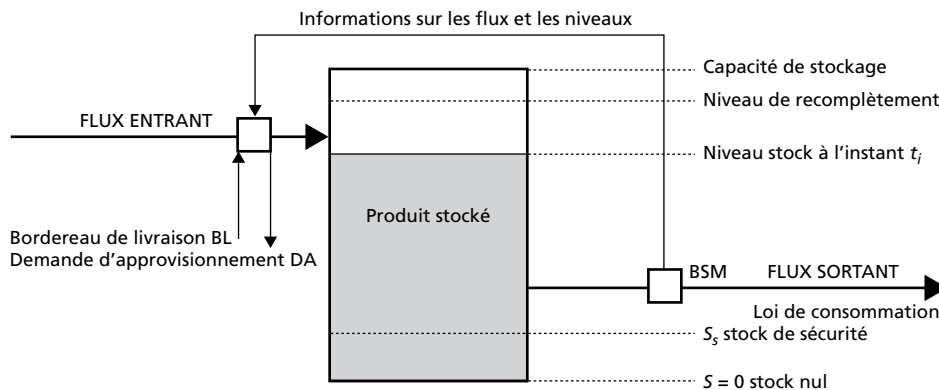 Informations sur les flux et les niveaux
Capacité de stockage
Niveau de recomplètement
FLUX ENTRANT
Niveau stock à l'instant tᵢ
Produit stocké
Bordereau de livraison BL
Demande d'approvisionnement DA
BSM FLUX SORTANT
Loi de consommation
Sₛ stock de sécurité
S = 0 stock nul